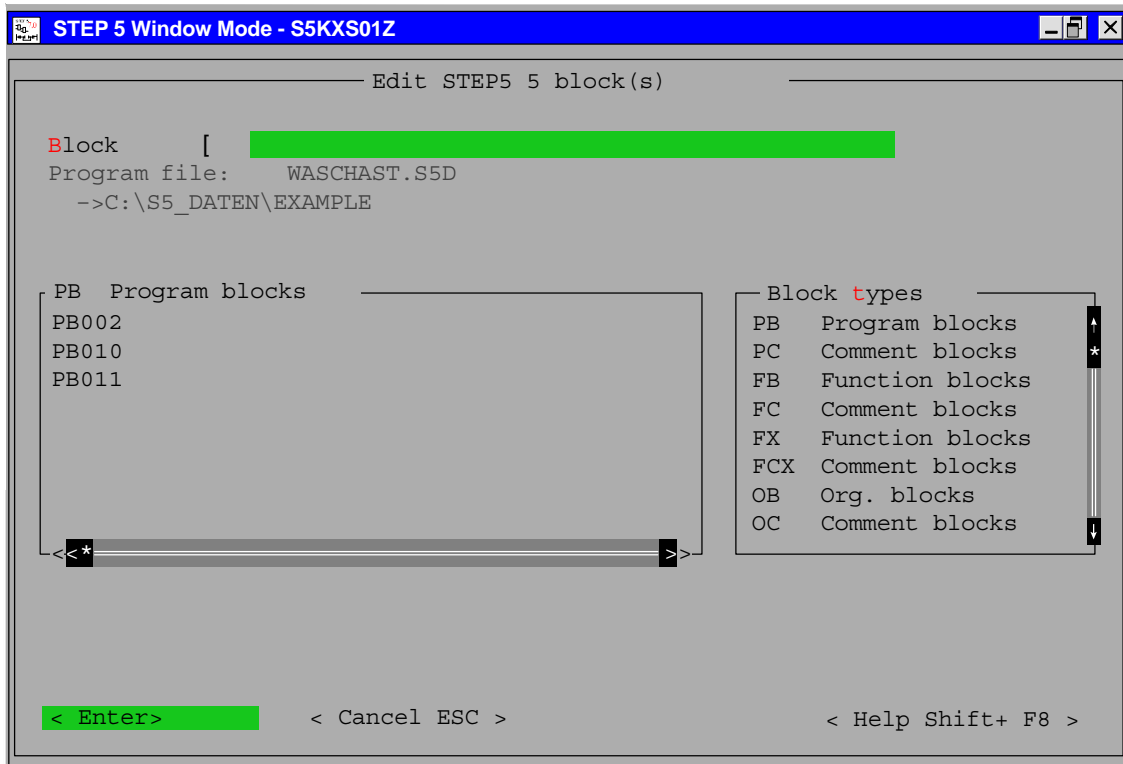 STEP 5 Window Mode - S5KXS01Z
Edit STEP5 5 block(s)
Block [
Program file: WASCHAST.S5D
->C:\S5_DATEN\EXAMPLE
PB Program blocks
PB002
PB010
PB011
<<* >>
Block types
PB Program blocks
PC Comment blocks
FB Function blocks
FC Comment blocks
FX Function blocks
FCX Comment blocks
OB Org. blocks
OC Comment blocks
< Enter> < Cancel ESC > < Help Shift+ F8 >